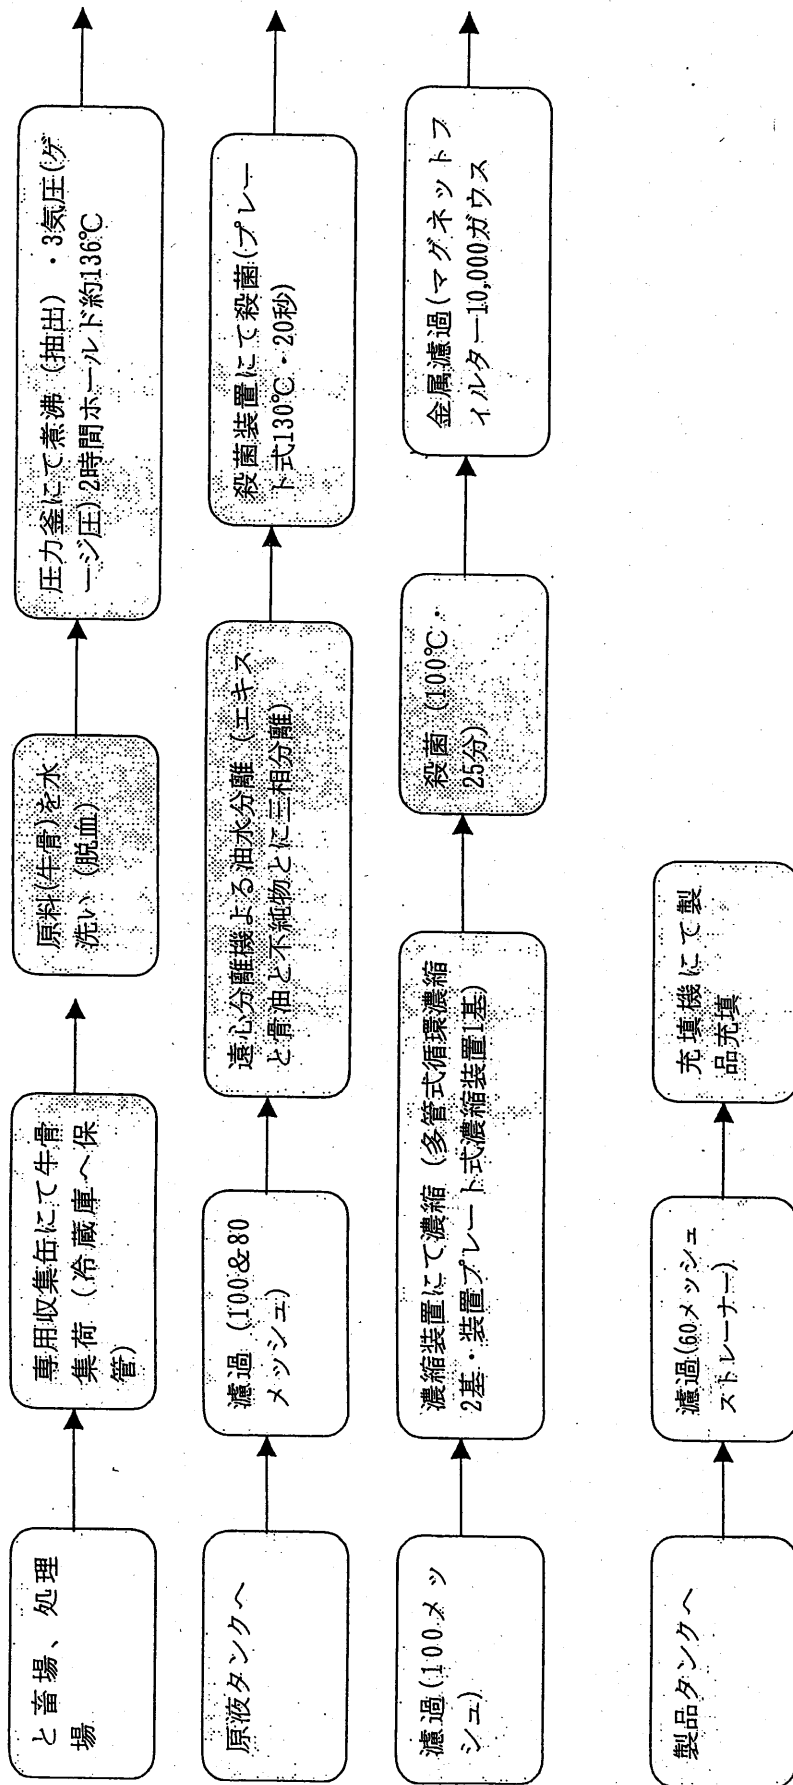 と畜場、処理
場
専用収集缶にて牛骨
集荷（冷蔵庫へ保
管）
原料(牛骨)を水
洗い（脱血）
圧力釜にて煮沸（抽出）・3気圧(ゲ
ージ圧) 2時間ホールド約136℃
原液タンクへ
濾過（100&80
メッシュ)
遠心分離機よる油水分離（エキス
と骨油と不純物とに三相分離)
殺菌装置にて殺菌(プレー
ト式130℃・20秒)
濾過(100メッ
シュ)
濃縮装置にて濃縮（多管式循環濃縮
2基・装置プレート式濃縮装置1基)
殺菌（100℃・
25分)
金属濾過(マグネットフ
ィルター10,000ガウス
製品タンクへ
濾過(60メッシュ
ストレーナー)
充填機にて製
品充填